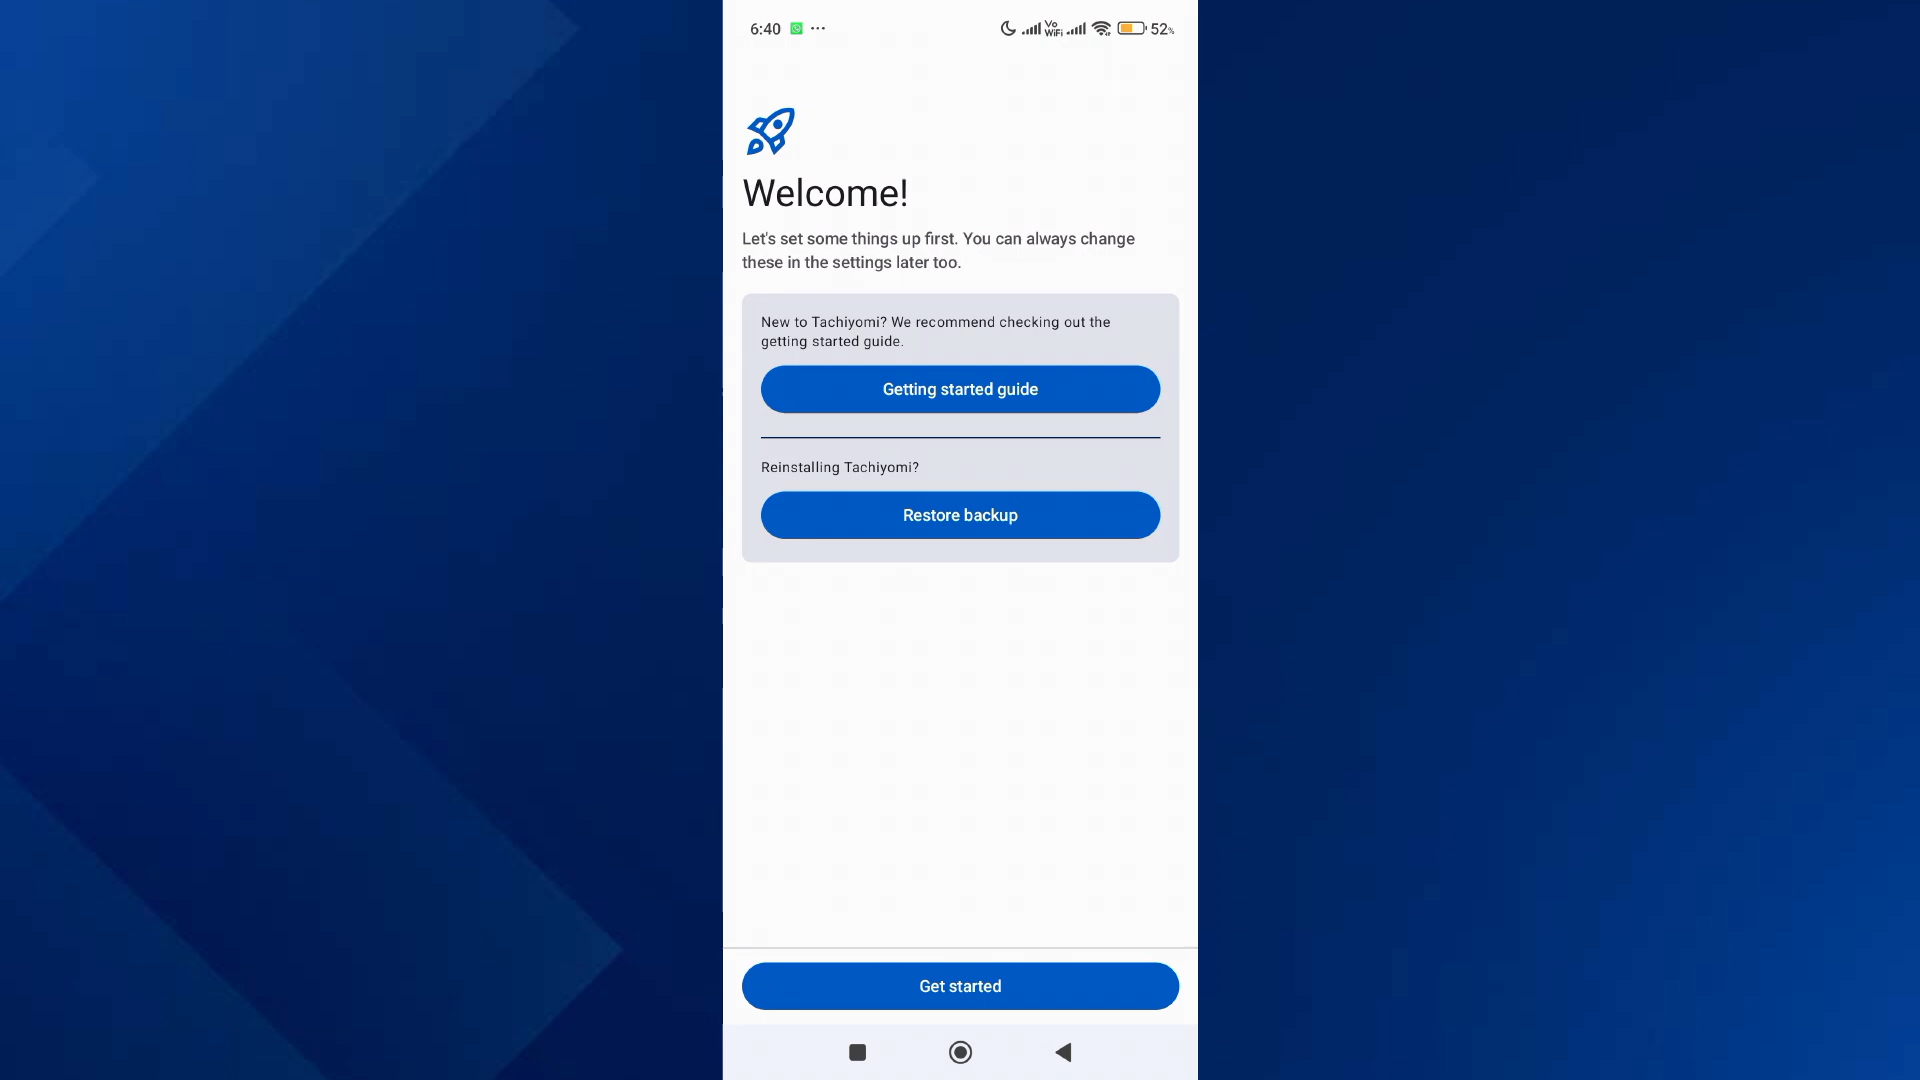 6:40 ... Vo WiFi 52%
Welcome!
Let's set some things up first. You can always change
these in the settings later too.
New to Tachiyomi? We recommend checking out the
getting started guide.
Getting started guide
Reinstalling Tachiyomi?
Restore backup
Get started